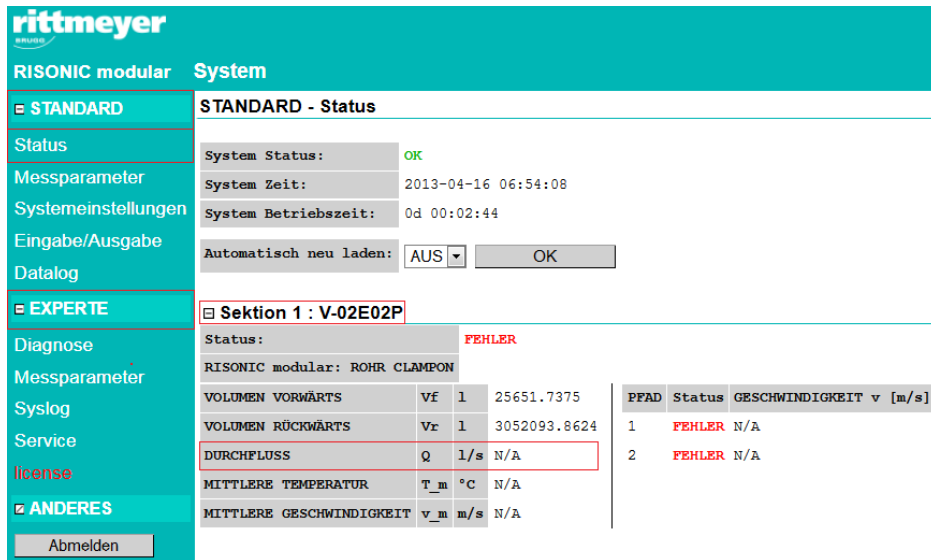 rittmeyer
BRUGG
RISONIC modular System
STANDARD
Status
Messparameter
Systemeinstellungen
Eingabe/Ausgabe
Datalog
EXPERTE
Diagnose
Messparameter
Syslog
Service
license
ANDERES
Abmelden
STANDARD - Status
System Status: OK
System Zeit: 2013-04-16 06:54:08
System Betriebszeit: 0d 00:02:44
Automatisch neu laden: AUS OK
Sektion 1 : V-02E02P
Status: FEHLER
RISONIC modular: ROHR CLAMPON
VOLUMEN VORWÄRTS Vf l 25651.7375
VOLUMEN RÜCKWÄRTS Vr l 3052093.8624
DURCHFLUSS Q l/s N/A
MITTLERE TEMPERATUR T_m °C N/A
MITTLERE GESCHWINDIGKEIT v_m m/s N/A
PFAD Status GESCHWINDIGKEIT v [m/s]
1 FEHLER N/A
2 FEHLER N/A